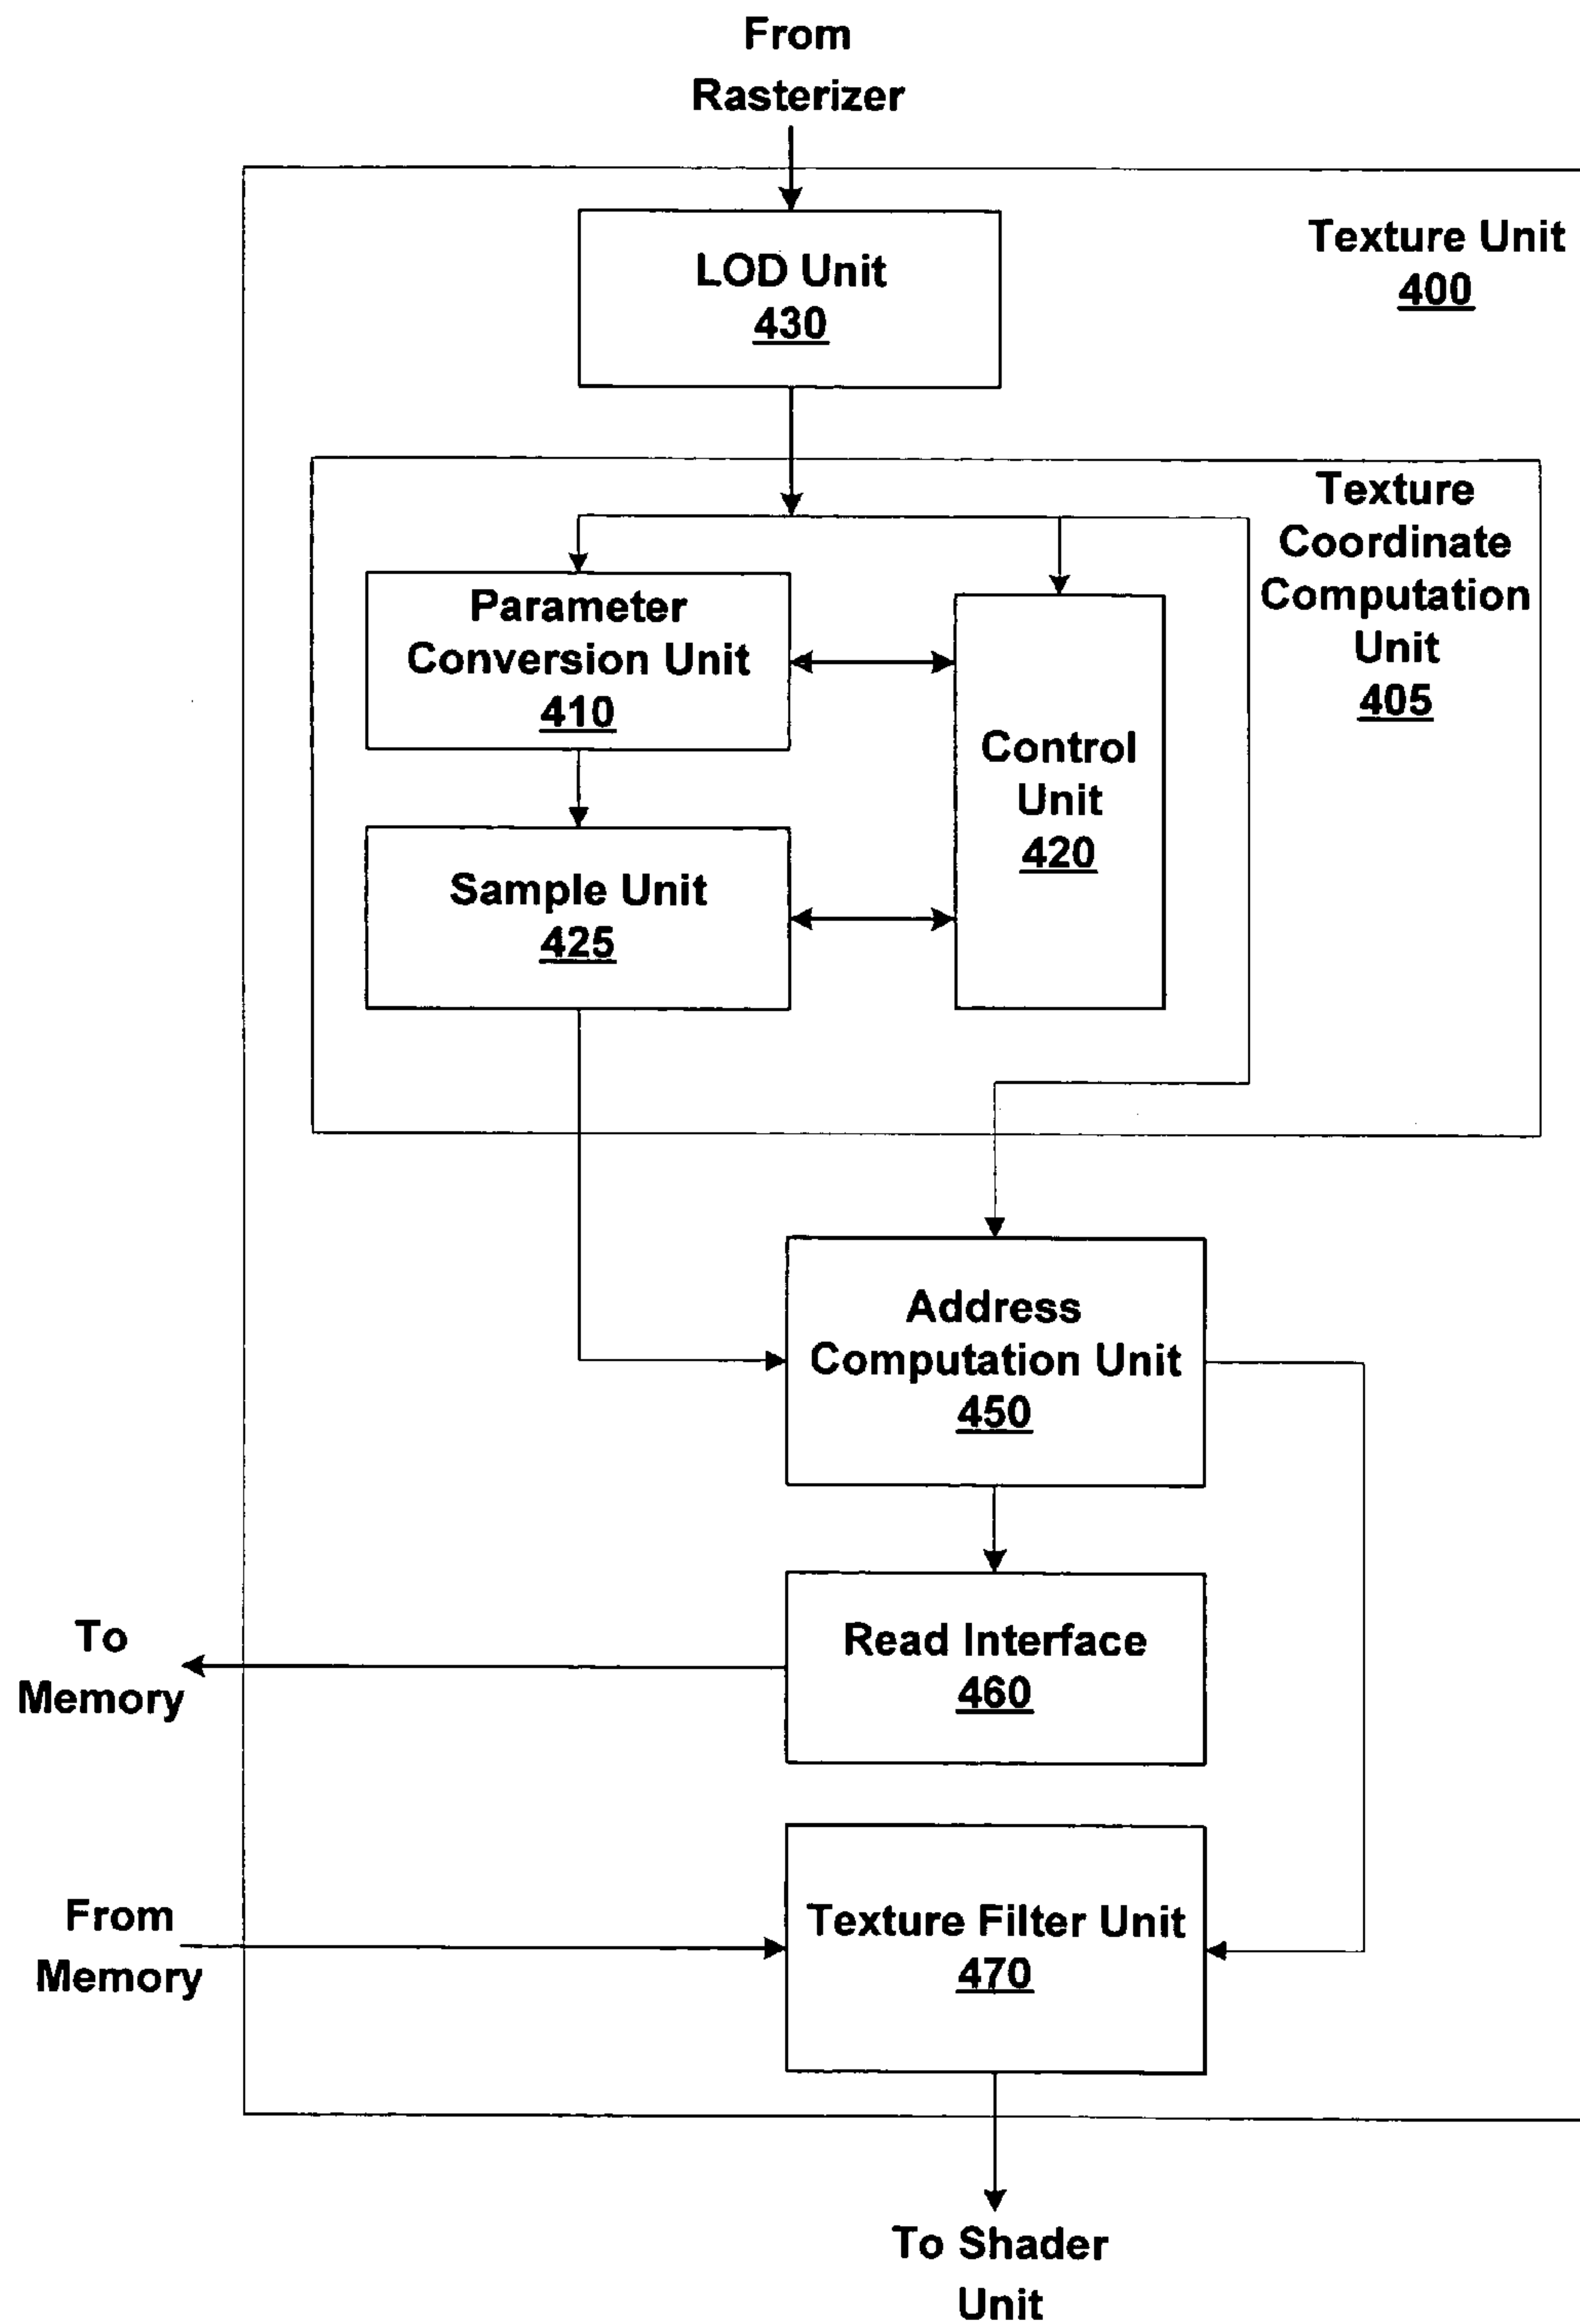 From
Rasterizer
LOD Unit
430
Texture Unit
400
Texture
Coordinate
Computation
Unit
405
Parameter
Conversion Unit
410
Control
Unit
420
Sample Unit
425
Address
Computation Unit
450
Read Interface
460
To
Memory
Texture Filter Unit
470
From
Memory
To Shader
Unit